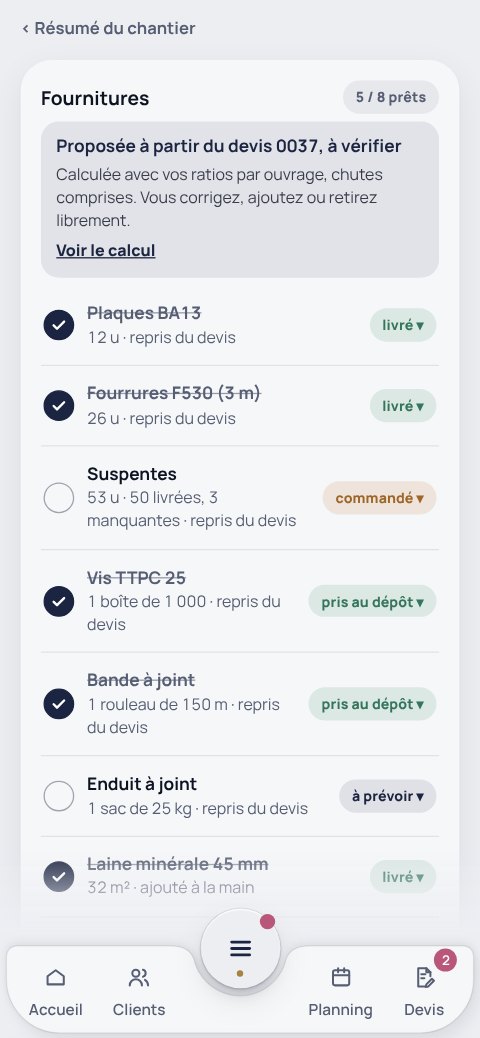 ‹ Résumé du chantier
Fournitures
5 / 8 prêts
Proposée à partir du devis 0037, à vérifier
Calculée avec vos ratios par ouvrage, chutes
comprises. Vous corrigez, ajoutez ou retirez
librement.
Voir le calcul
Plaques BA13
12 u · repris du devis
livré ▾
Fourrures F530 (3 m)
26 u · repris du devis
livré ▾
Suspentes
53 u · 50 livrées, 3
manquantes · repris du devis
commandé ▾
Vis TTPC 25
1 boîte de 1 000 · repris du
devis
pris au dépôt ▾
Bande à joint
1 rouleau de 150 m · repris
du devis
pris au dépôt ▾
Enduit à joint
1 sac de 25 kg · repris du devis
à prévoir ▾
Laine minérale 45 mm
32 m² · ajouté à la main
livré ▾
Accueil
Clients
Planning
2
Devis